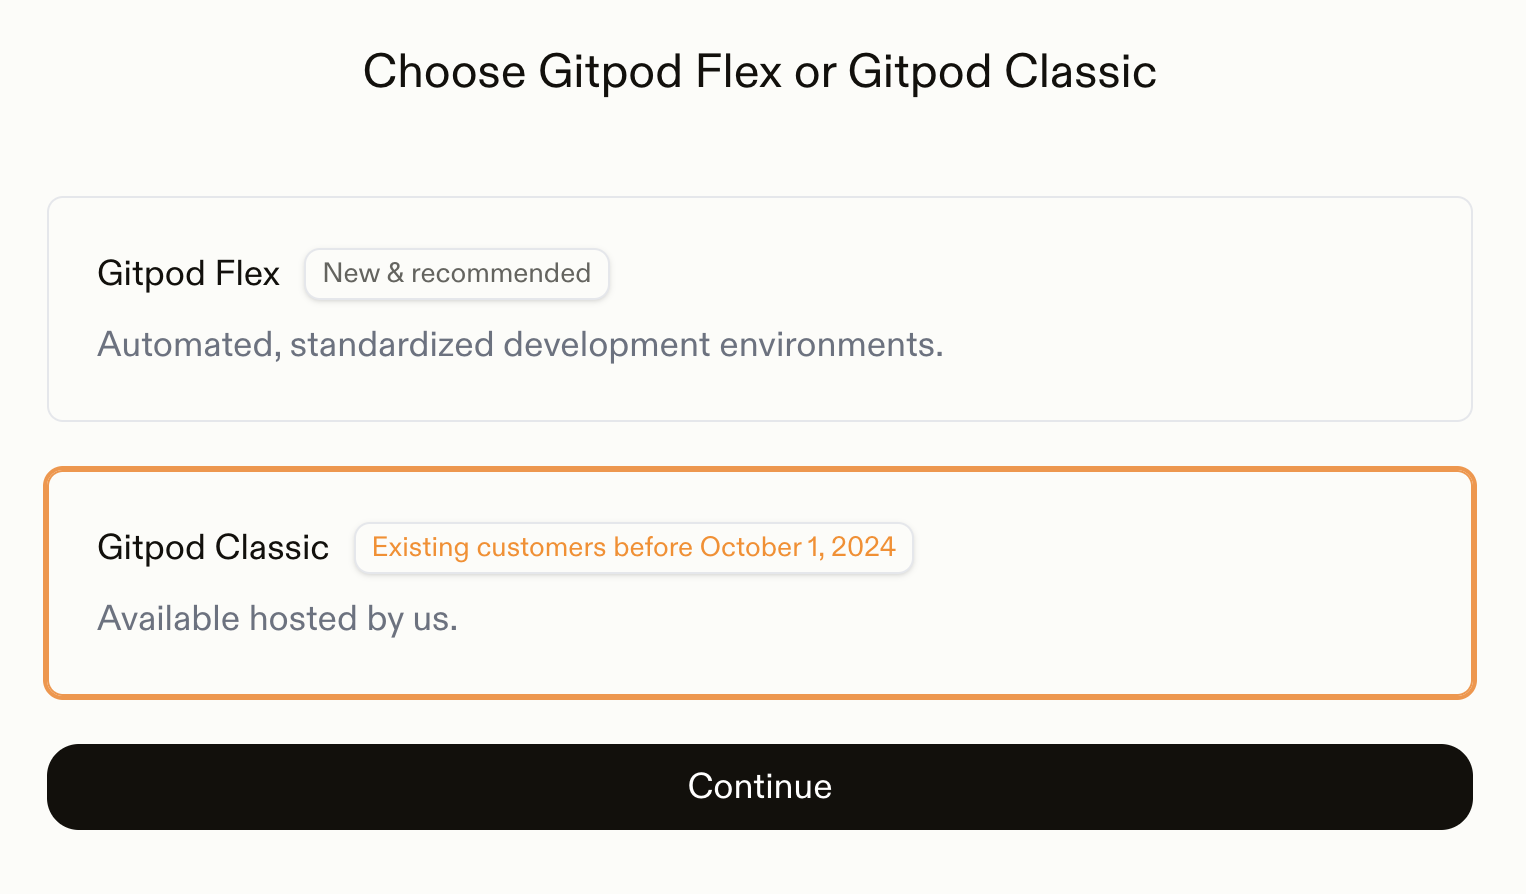 Choose Gitpod Flex or Gitpod Classic
Gitpod Flex New & recommended
Automated, standardized development environments.
Gitpod Classic Existing customers before October 1, 2024
Available hosted by us.
Continue